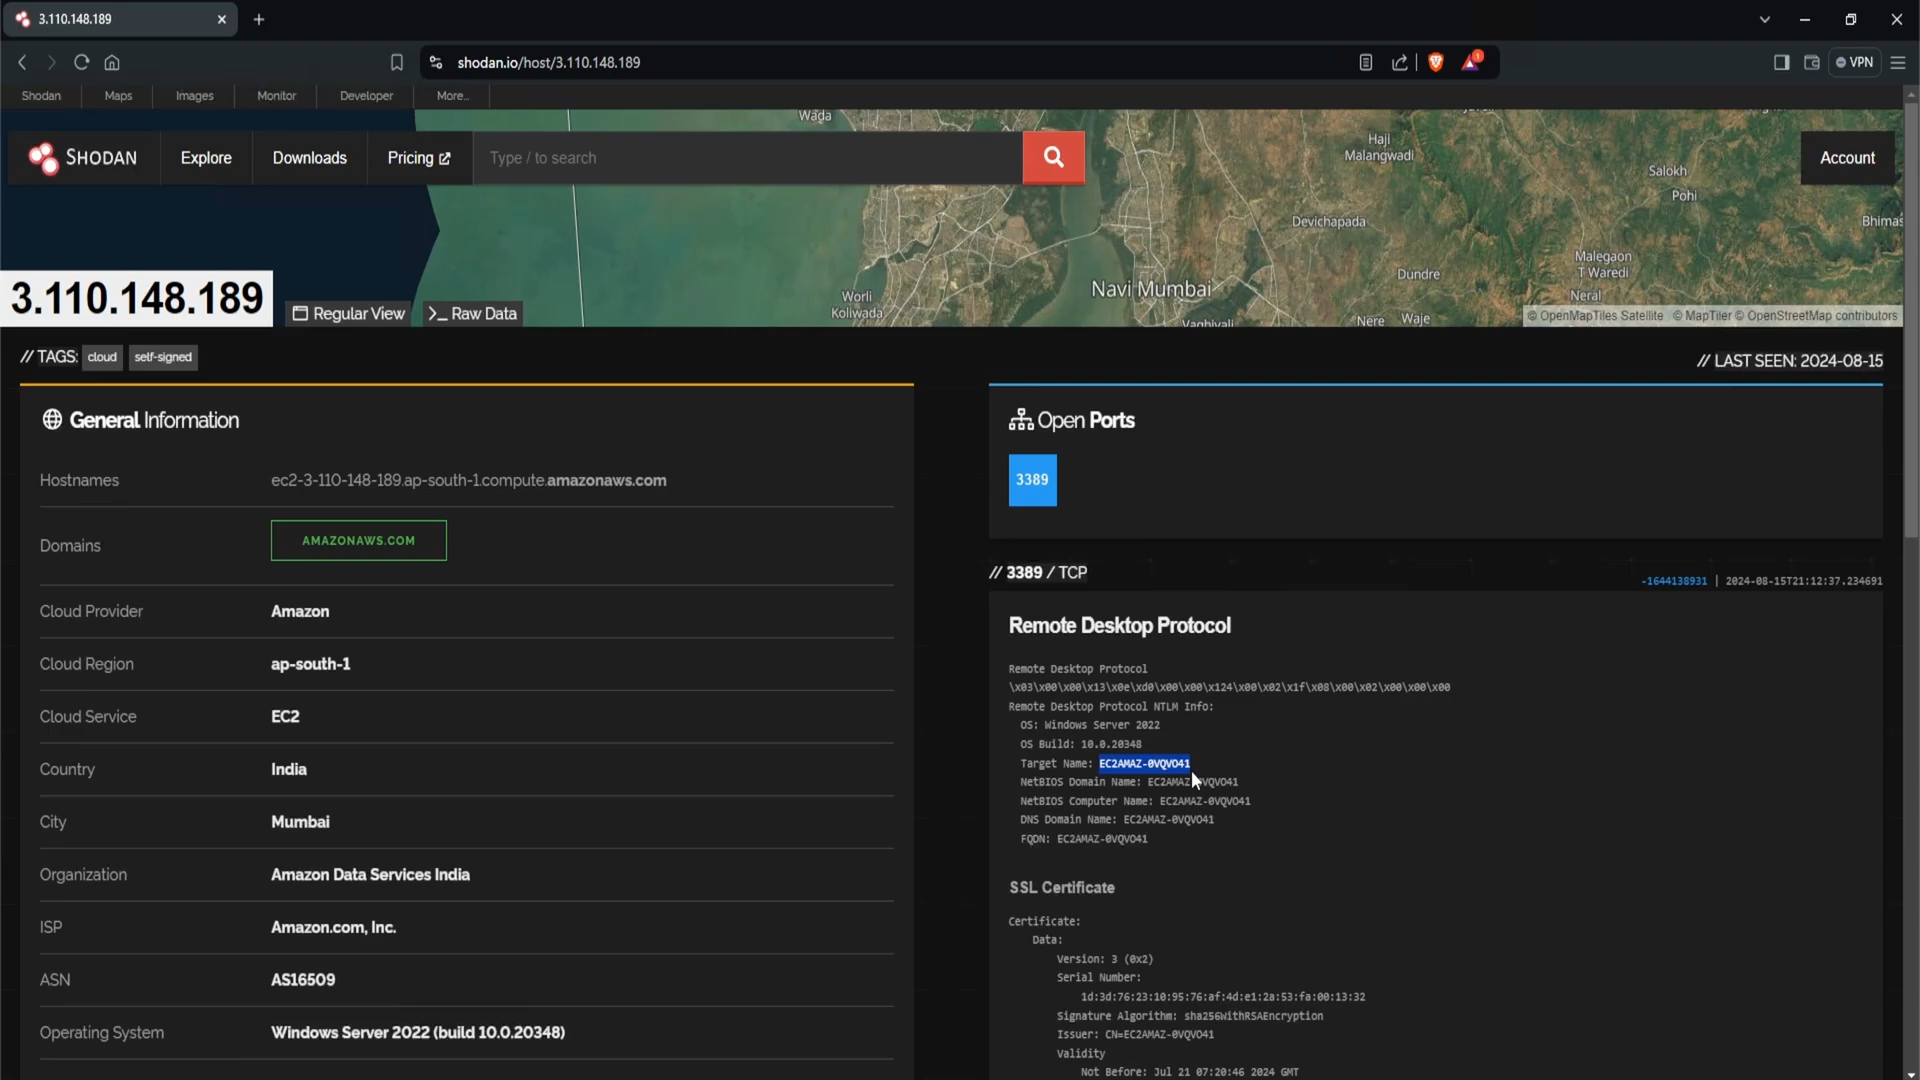 3.110.148.189
shodan.io/host/3.110.148.189
1
VPN
Shodan
Maps
Images
Monitor
Developer
More...
SHODAN
Explore
Downloads
Pricing
Type / to search
Account
Wada
Haji
Malangwadi
Salokh
Pohi
Devichapada
Bhimas
Malegaon
T Waredi
Dundre
Navi Mumbai
Worli
Koliwada
Neral
Nere
Waje
Vaghivali
© OpenMapTiles Satellite © MapTiler © OpenStreetMap contributors
3.110.148.189
Regular View
>_ Raw Data
// TAGS: cloud self-signed
// LAST SEEN: 2024-08-15
General Information
Hostnames ec2-3-110-148-189.ap-south-1.compute.amazonaws.com
Domains AMAZONAWS.COM
Cloud Provider Amazon
Cloud Region ap-south-1
Cloud Service EC2
Country India
City Mumbai
Organization Amazon Data Services India
ISP Amazon.com, Inc.
ASN AS16509
Operating System Windows Server 2022 (build 10.0.20348)
Open Ports
3389
// 3389 / TCP
-1644138931 | 2024-08-15T21:12:37.234691
Remote Desktop Protocol
Remote Desktop Protocol
\x03\x00\x00\x13\x0e\xd0\x00\x00\x124\x00\x02\x1f\x08\x00\x02\x00\x00\x00
Remote Desktop Protocol NTLM Info:
OS: Windows Server 2022
OS Build: 10.0.20348
Target Name: EC2AMAZ-0VQVO41
NetBIOS Domain Name: EC2AMAZ-0VQVO41
NetBIOS Computer Name: EC2AMAZ-0VQVO41
DNS Domain Name: EC2AMAZ-0VQVO41
FQDN: EC2AMAZ-0VQVO41
SSL Certificate
Certificate:
Data:
Version: 3 (0x2)
Serial Number:
1d:3d:76:23:10:95:76:af:4d:e1:2a:53:fa:00:13:32
Signature Algorithm: sha256WithRSAEncryption
Issuer: CN=EC2AMAZ-0VQVO41
Validity
Not Before: Jul 21 07:20:46 2024 GMT